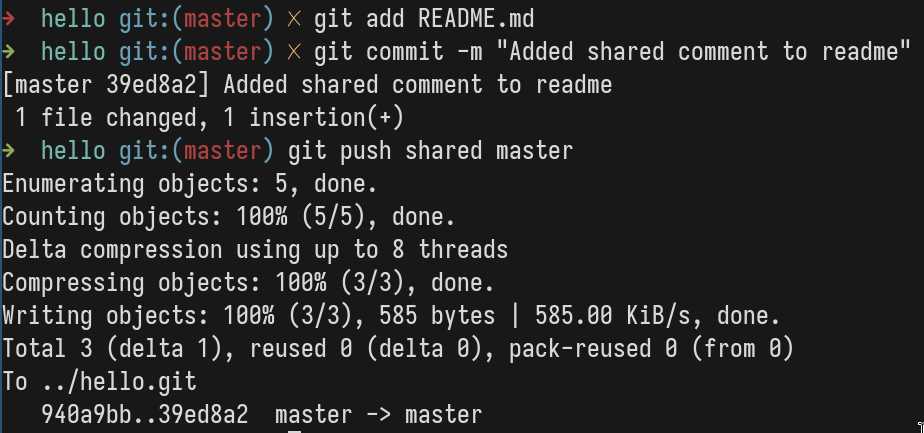 → hello git:(master) ✗ git add README.md
→ hello git:(master) ✗ git commit -m "Added shared comment to readme"
[master 39ed8a2] Added shared comment to readme
 1 file changed, 1 insertion(+)
→ hello git:(master) git push shared master
Enumerating objects: 5, done.
Counting objects: 100% (5/5), done.
Delta compression using up to 8 threads
Compressing objects: 100% (3/3), done.
Writing objects: 100% (3/3), 585 bytes | 585.00 KiB/s, done.
Total 3 (delta 1), reused 0 (delta 0), pack-reused 0 (from 0)
To ../hello.git
   940a9bb..39ed8a2  master -> master